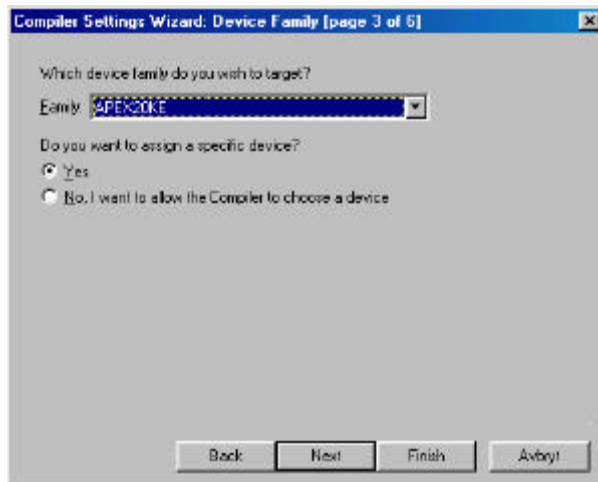 Compiler Settings Wizard: Device Family [page 3 of 6]
Which device family do you wish to target?
Family: APEX20KE
Do you want to assign a specific device?
Yes
No, I want to allow the Compiler to choose a device
Back Next Finish Avbryt